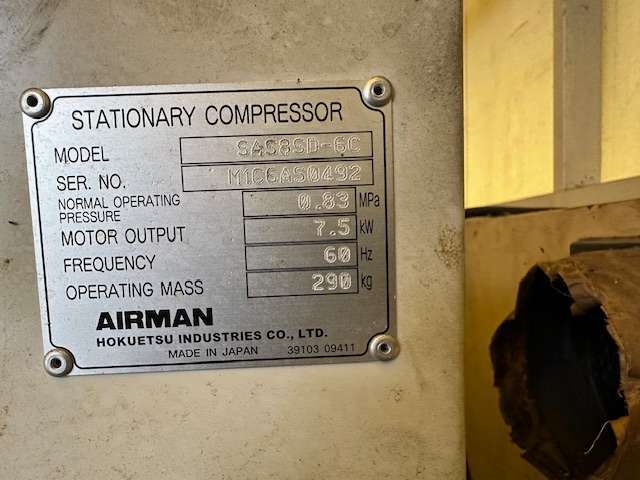 STATIONARY COMPRESSOR
MODEL SAS8SD-6C
SER. NO. M1C6AS0492
NORMAL OPERATING PRESSURE 0.83 MPa
MOTOR OUTPUT 7.5 kW
FREQUENCY 60 Hz
OPERATING MASS 290 kg
AIRMAN
HOKUETSU INDUSTRIES CO., LTD.
MADE IN JAPAN 39103 09411